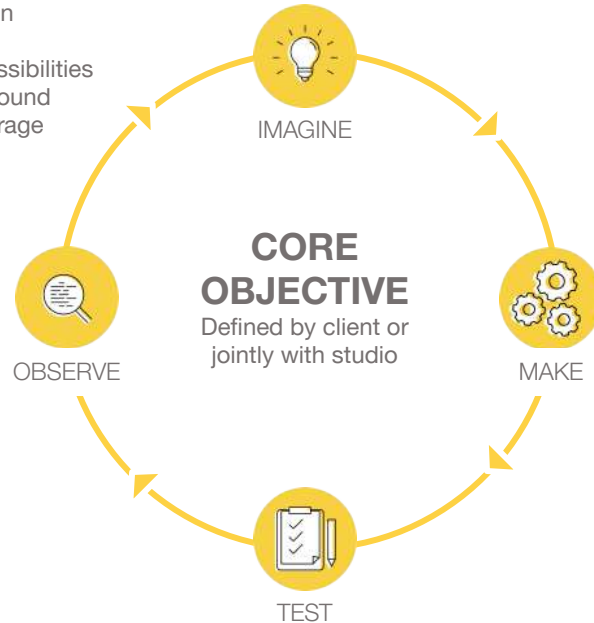 IMAGINE
CORE
OBJECTIVE
Defined by client or
jointly with studio
OBSERVE
MAKE
TEST